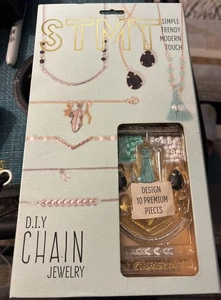 STMT
SIMPLE
TRENDY
MODERN
TOUCH
DESIGN
10 PREMIUM
PIECES
D.I.Y
CHAIN
JEWELRY